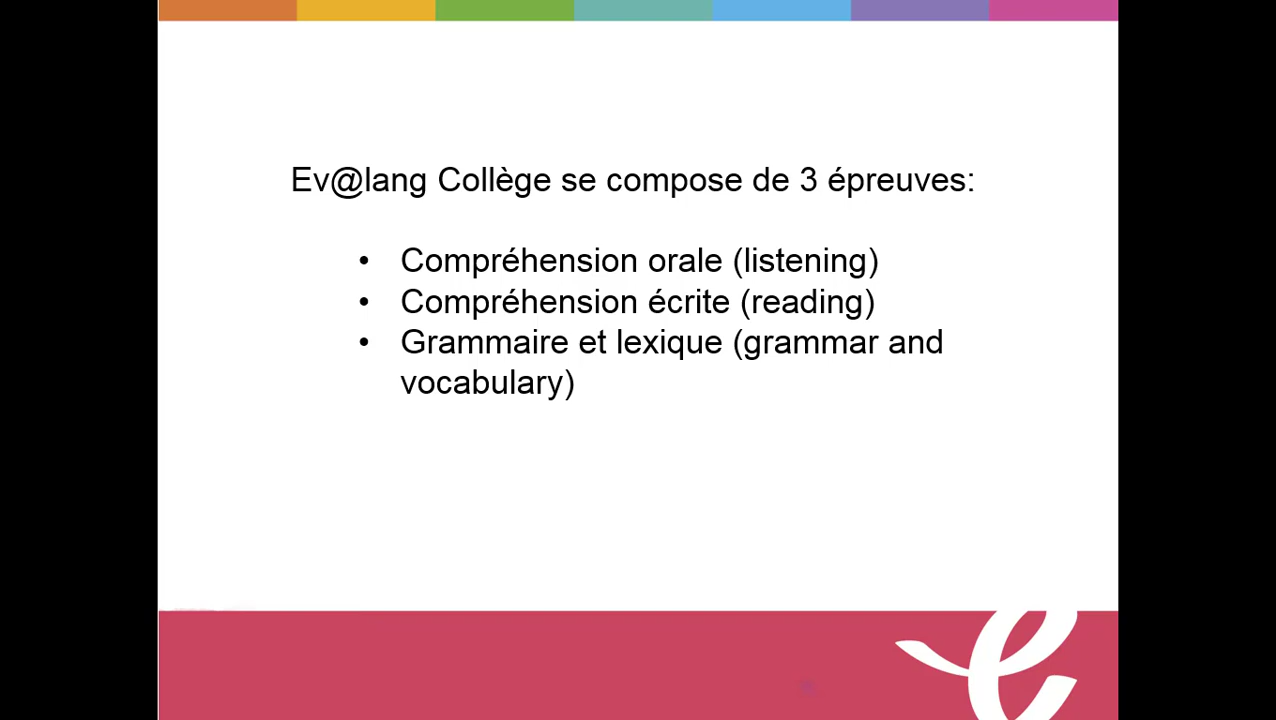 Ev@lang Collège se compose de 3 épreuves:
• Compréhension orale (listening)
• Compréhension écrite (reading)
• Grammaire et lexique (grammar and
vocabulary)